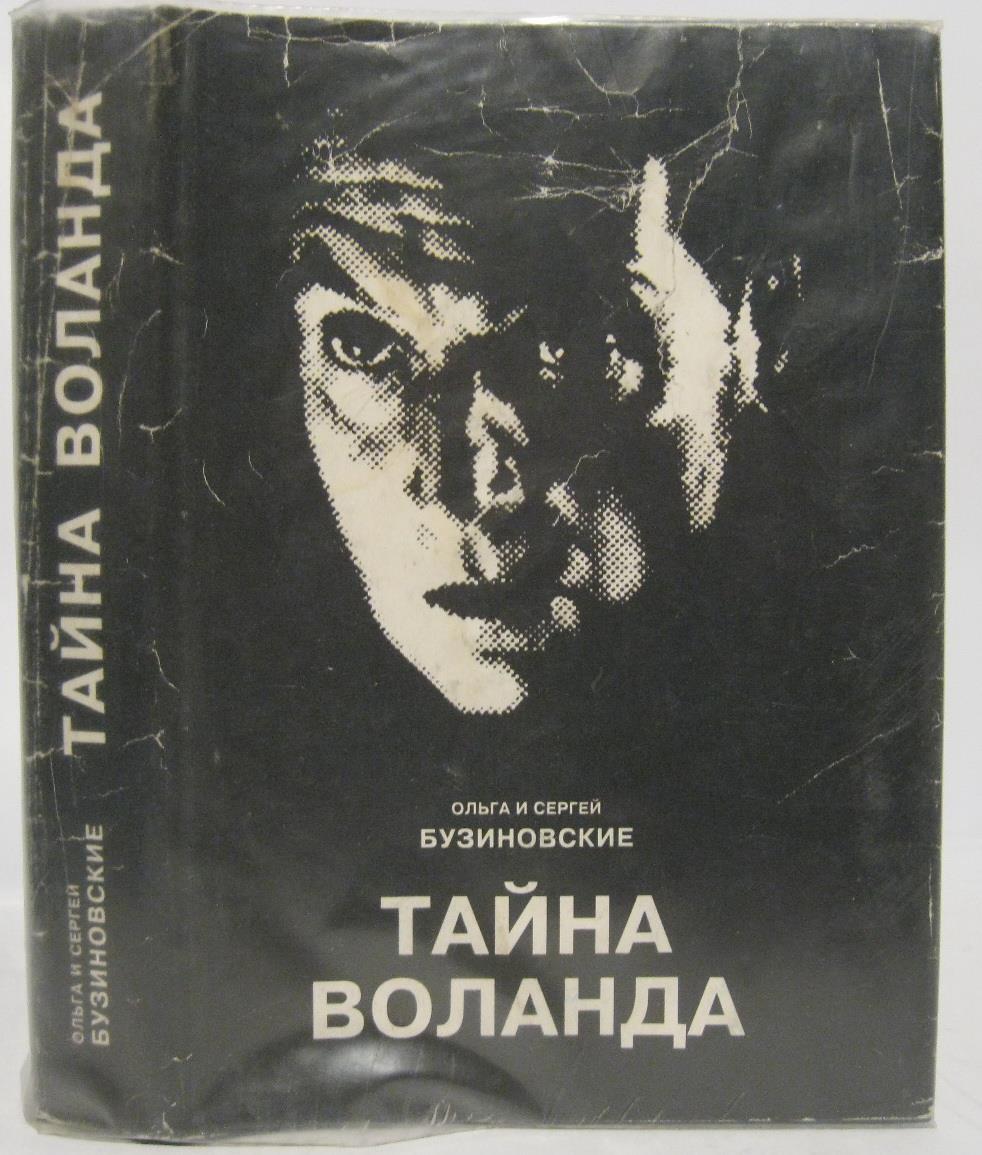 ОЛЬГА И СЕРГЕЙ
БУЗИНОВСКИЕ
ТАЙНА ВОЛАНДА
ОЛЬГА И СЕРГЕЙ
БУЗИНОВСКИЕ
ТАЙНА
ВОЛАНДА